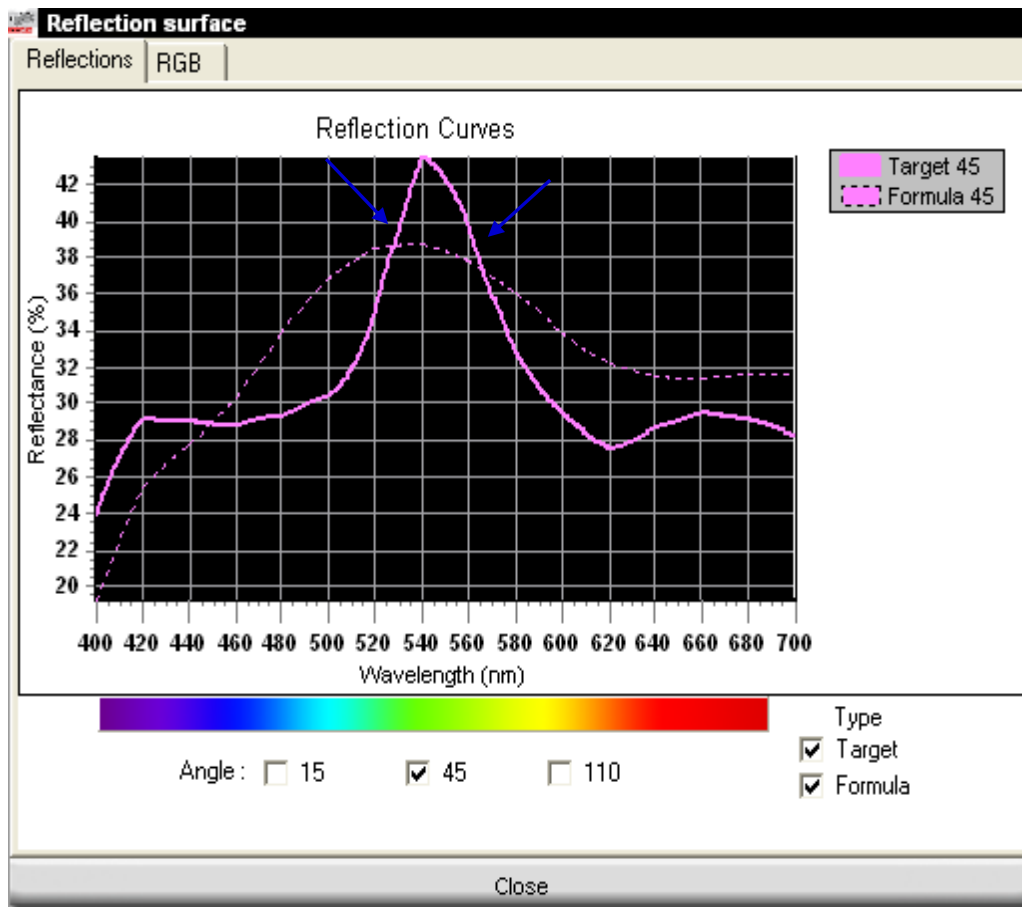 Reflection surface
Reflections RGB
Reflection Curves
Target 45
Formula 45
Reflectance (%)
42
40
38
36
34
32
30
28
26
24
22
20
400 420 440 460 480 500 520 540 560 580 600 620 640 660 680 700
Wavelength (nm)
Type
Angle : 15 45 110
Target
Formula
Close